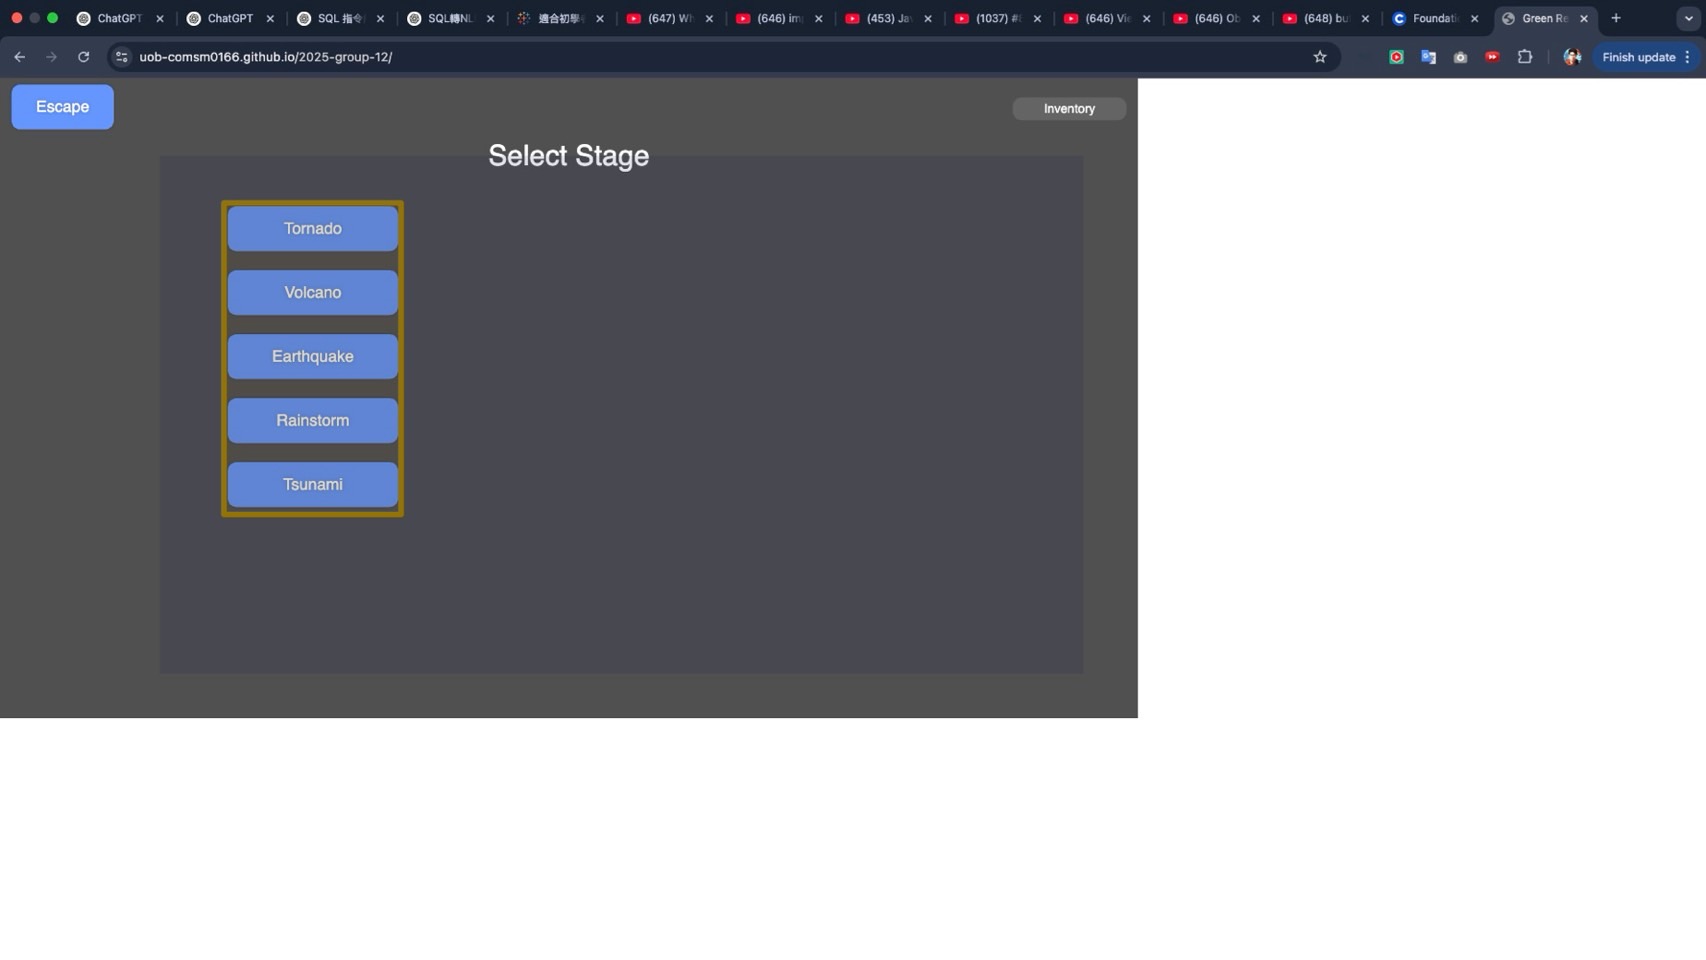 ChatGPT
ChatGPT
SQL 指令
SQL轉NL
適合初學
(647) Wh
(646) im
(453) Ja
(1037) #
(646) Vie
(646) Ob
(648) bu
Foundati
Green Re
uob-comsm0166.github.io/2025-group-12/
Finish update
Escape
Inventory
Select Stage
Tornado
Volcano
Earthquake
Rainstorm
Tsunami